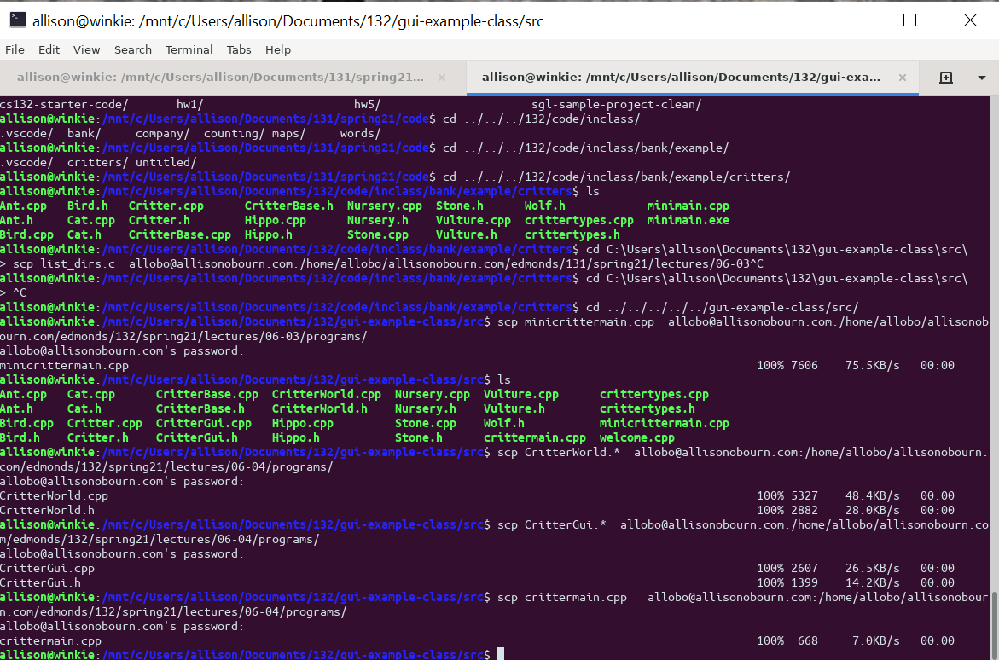 allison@winkie: /mnt/c/Users/allison/Documents/132/gui-example-class/src
File Edit View Search Terminal Tabs Help
allison@winkie: /mnt/c/Users/allison/Documents/131/spring21... × allison@winkie: /mnt/c/Users/allison/Documents/132/gui-exa... ×
cs132-starter-code/ hw1/ hw5/ sgl-sample-project-clean/
allison@winkie:/mnt/c/Users/allison/Documents/131/spring21/code$ cd ../../../132/code/inclass/
.vscode/ bank/ company/ counting/ maps/ words/
allison@winkie:/mnt/c/Users/allison/Documents/131/spring21/code$ cd ../../../132/code/inclass/bank/example/
.vscode/ critters/ untitled/
allison@winkie:/mnt/c/Users/allison/Documents/131/spring21/code$ cd ../../../132/code/inclass/bank/example/critters/
allison@winkie:/mnt/c/Users/allison/Documents/132/code/inclass/bank/example/critters$ ls
Ant.cpp Bird.h Critter.cpp CritterBase.h Nursery.cpp Stone.h Wolf.h minimain.cpp
Ant.h Cat.cpp Critter.h Hippo.cpp Nursery.h Vulture.cpp crittertypes.cpp minimain.exe
Bird.cpp Cat.h CritterBase.cpp Hippo.h Stone.cpp Vulture.h crittertypes.h
allison@winkie:/mnt/c/Users/allison/Documents/132/code/inclass/bank/example/critters$ cd C:\Users\allison\Documents\132\gui-example-class\src\
> scp list_dirs.c allobo@allisonobourn.com:/home/allobo/allisonobourn.com/edmonds/131/spring21/lectures/06-03^C
allison@winkie:/mnt/c/Users/allison/Documents/132/code/inclass/bank/example/critters$ cd C:\Users\allison\Documents\132\gui-example-class\src\
> ^C
allison@winkie:/mnt/c/Users/allison/Documents/132/code/inclass/bank/example/critters$ cd ../../../../../gui-example-class/src/
allison@winkie:/mnt/c/Users/allison/Documents/132/gui-example-class/src$ scp minicrittermain.cpp allobo@allisonobourn.com:/home/allobo/allisonob
ourn.com/edmonds/132/spring21/lectures/06-03/programs/
allobo@allisonobourn.com's password:
minicrittermain.cpp 100% 7606 75.5KB/s 00:00
allison@winkie:/mnt/c/Users/allison/Documents/132/gui-example-class/src$ ls
Ant.cpp Cat.cpp CritterBase.cpp CritterWorld.cpp Nursery.cpp Vulture.cpp crittertypes.cpp
Ant.h Cat.h CritterBase.h CritterWorld.h Nursery.h Vulture.h crittertypes.h
Bird.cpp Critter.cpp CritterGui.cpp Hippo.cpp Stone.cpp Wolf.h minicrittermain.cpp
Bird.h Critter.h CritterGui.h Hippo.h Stone.h crittermain.cpp welcome.cpp
allison@winkie:/mnt/c/Users/allison/Documents/132/gui-example-class/src$ scp CritterWorld.* allobo@allisonobourn.com:/home/allobo/allisonobourn.
com/edmonds/132/spring21/lectures/06-04/programs/
allobo@allisonobourn.com's password:
CritterWorld.cpp 100% 5327 48.4KB/s 00:00
CritterWorld.h 100% 2882 28.0KB/s 00:00
allison@winkie:/mnt/c/Users/allison/Documents/132/gui-example-class/src$ scp CritterGui.* allobo@allisonobourn.com:/home/allobo/allisonobourn.co
m/edmonds/132/spring21/lectures/06-04/programs/
allobo@allisonobourn.com's password:
CritterGui.cpp 100% 2607 26.5KB/s 00:00
CritterGui.h 100% 1399 14.2KB/s 00:00
allison@winkie:/mnt/c/Users/allison/Documents/132/gui-example-class/src$ scp crittermain.cpp allobo@allisonobourn.com:/home/allobo/allisonobour
n.com/edmonds/132/spring21/lectures/06-04/programs/
allobo@allisonobourn.com's password:
crittermain.cpp 100% 668 7.0KB/s 00:00
allison@winkie:/mnt/c/Users/allison/Documents/132/gui-example-class/src$